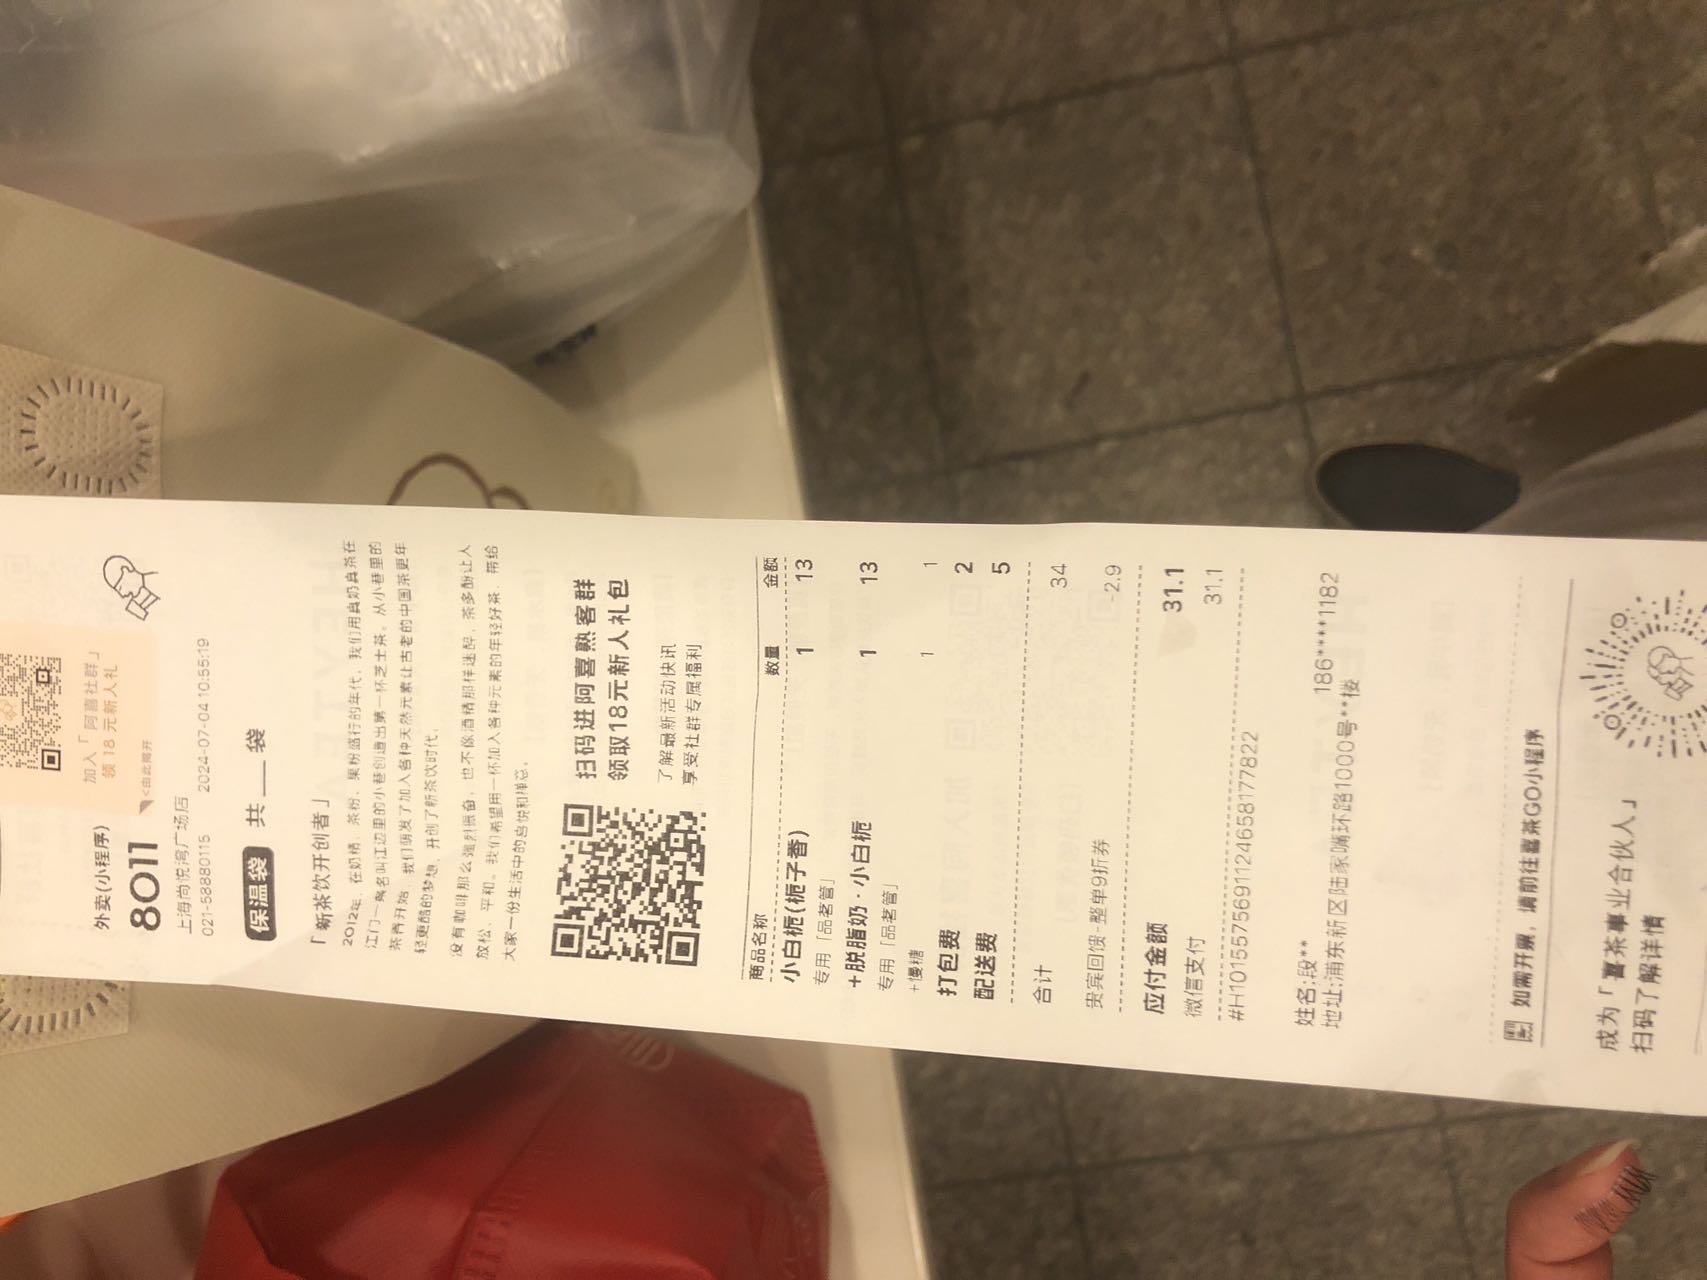 加入「阿喜社群」
领 18 元新人礼
<由此揭开
外卖(小程序)
8011
上海尚悦湾广场店
021-58880115 2024-07-04 10:55:19
保温袋 共__袋
「新茶饮开创者」
2012年, 在奶精、茶粉、果粉盛行的年代, 我们用真奶真茶在
江门一条名叫江边里的小巷创造出第一杯芝士茶。从小巷里的
茶香开始, 我们萌发了加入各种天然元素让古老的中国茶更年
轻更酷的梦想, 开创了新茶饮时代。
没有咖啡那么强烈振奋, 也不像酒精那样迷醉, 茶多酚让人
放松、平和。我们希望用一杯加入各种元素的年轻好茶, 带给
大家一份生活中的喜悦和禅意。
扫码进阿喜熟客群
领取18元新人礼包
了解最新活动快讯
享受社群专属福利
商品名称 数量 金额
小白栀(栀子香) 1 13
专用「品茗管」
+脱脂奶·小白栀 1 13
专用「品茗管」
+慢糖 1 1
打包费 2
配送费 5
合计 34
贵宾回馈-整单9折券 -2.9
应付金额 31.1
微信支付 31.1
#H1015575691124658177822
姓名:段** 186****1182
地址:浦东新区陆家嘴环路1000号**楼
如需开票, 请前往喜茶GO小程序
成为「喜茶事业合伙人」
扫码了解详情